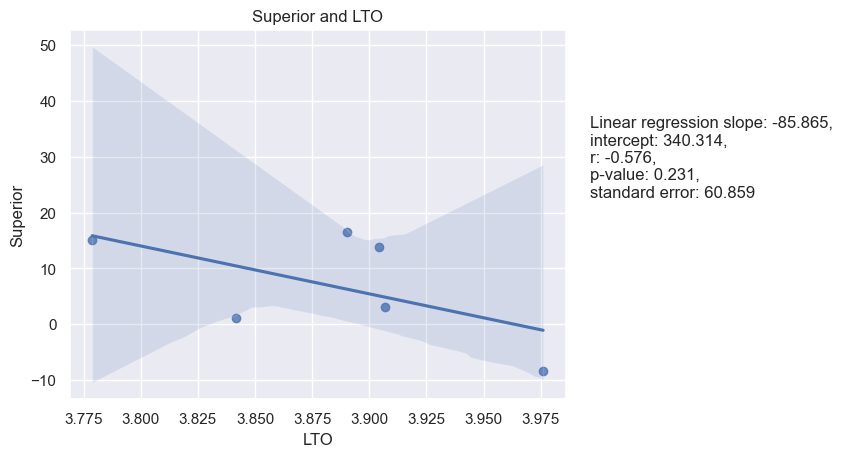 Superior and LTO
50
40
30
20
10
0
−10
Superior
3.775 3.800 3.825 3.850 3.875 3.900 3.925 3.950 3.975
LTO
Linear regression slope: -85.865,
intercept: 340.314,
r: -0.576,
p-value: 0.231,
standard error: 60.859